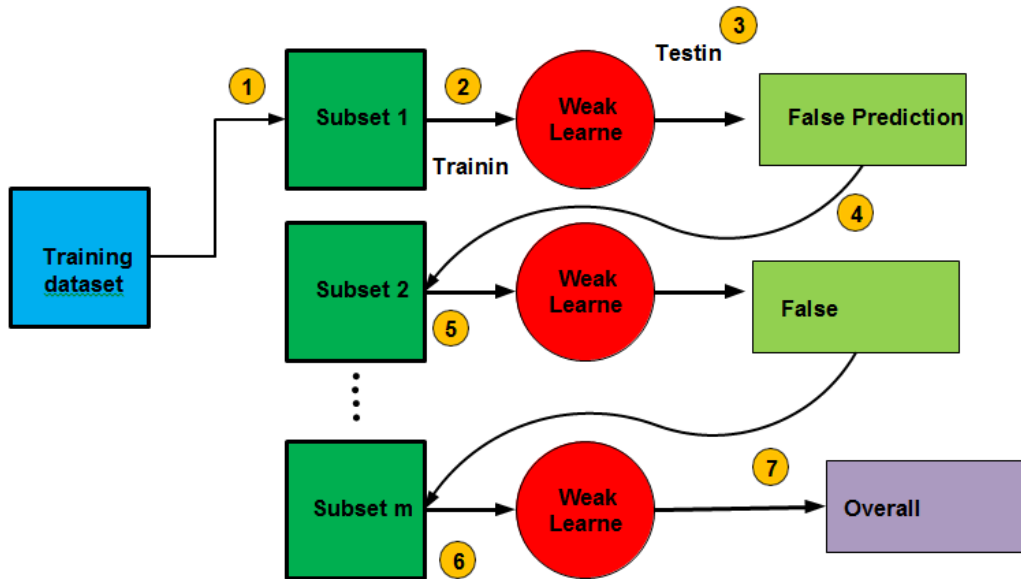 3
Testin
1
2
Subset 1
Weak
Learne
False Prediction
Trainin
4
Training
dataset
Subset 2
Weak
Learne
False
5
7
Subset m
Weak
Learne
Overall
6